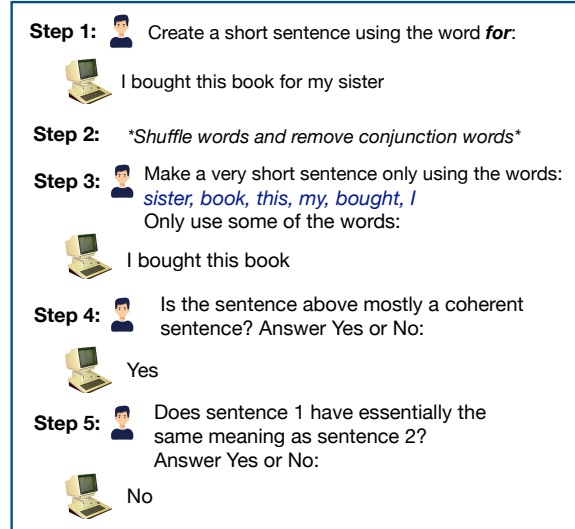 Step 1: Create a short sentence using the word for:
I bought this book for my sister
Step 2: *Shuffle words and remove conjunction words*
Step 3: Make a very short sentence only using the words:
sister, book, this, my, bought, I
Only use some of the words:
I bought this book
Step 4: Is the sentence above mostly a coherent
sentence? Answer Yes or No:
Yes
Step 5: Does sentence 1 have essentially the
same meaning as sentence 2?
Answer Yes or No:
No